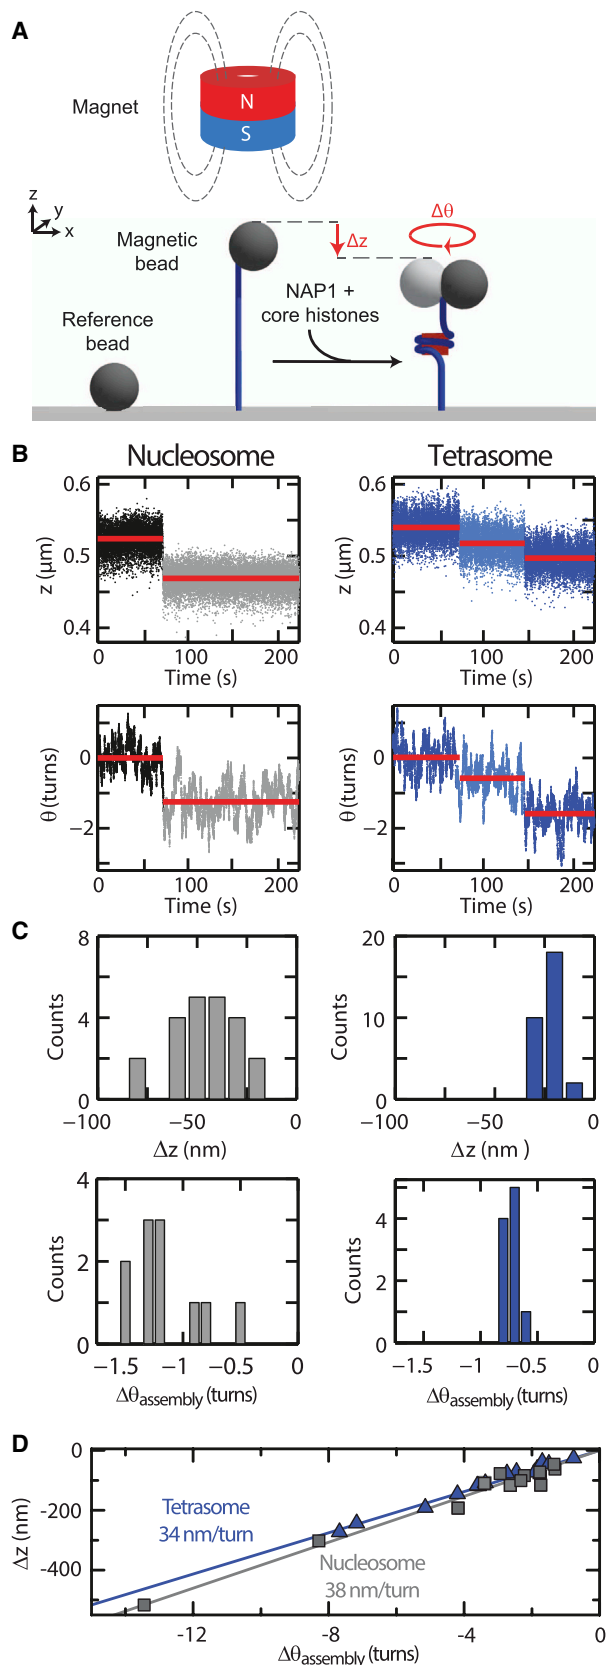 A
Magnet
N
S
z
y
x
Magnetic
bead
Δz
Δθ
Reference
bead
NAP1 +
core histones
B
Nucleosome
Tetrasome
0.6
0.5
0.4
z (μm)
0 100 200
Time (s)
0.6
0.5
0.4
z (μm)
0 100 200
Time (s)
0
−2
θ (turns)
0 100 200
Time (s)
0
−2
θ (turns)
0 100 200
Time (s)
C
8
4
0
Counts
−100 −50 0
Δz (nm)
20
10
0
Counts
−100 −50 0
Δz (nm )
4
2
0
Counts
−1.5 −1 −0.5 0
Δθassembly (turns)
4
2
0
Counts
−1.5 −1 −0.5 0
Δθassembly (turns)
D
0
-200
-400
Δz (nm)
Tetrasome
34 nm/turn
Nucleosome
38 nm/turn
-12 -8 -4 0
Δθassembly (turns)